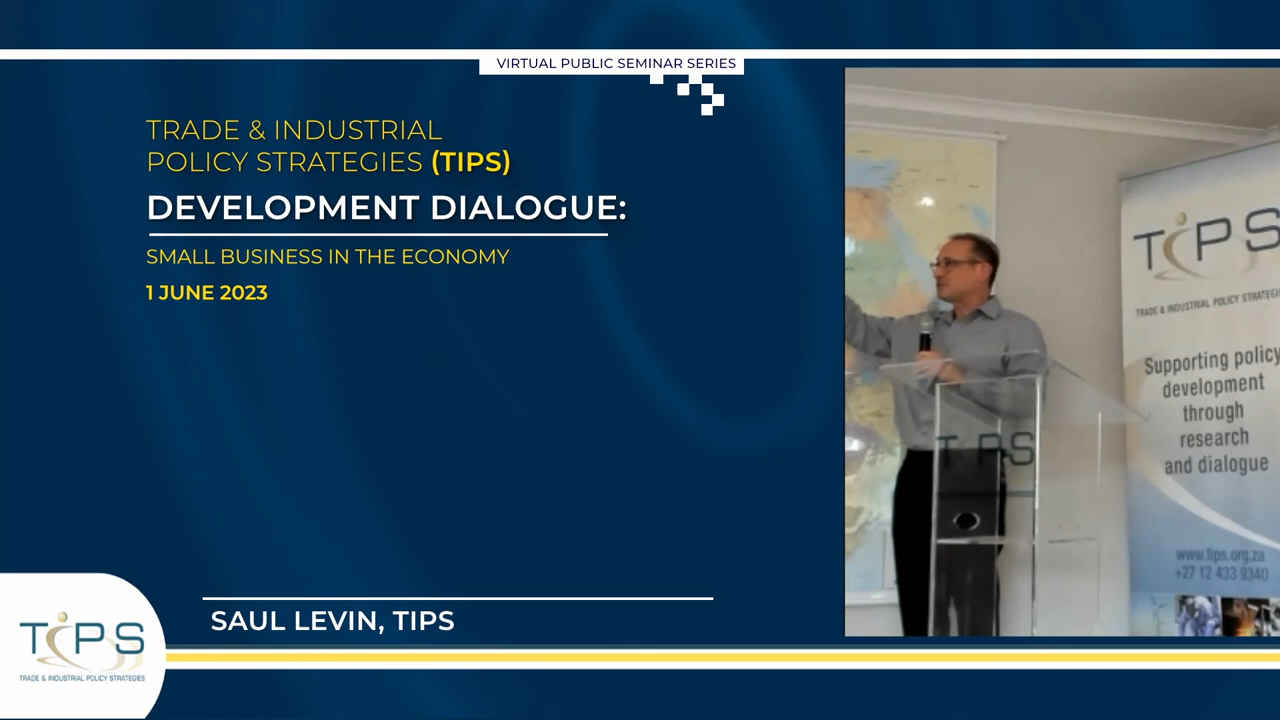 VIRTUAL PUBLIC SEMINAR SERIES
TRADE & INDUSTRIAL
POLICY STRATEGIES (TIPS)
DEVELOPMENT DIALOGUE:
SMALL BUSINESS IN THE ECONOMY
1 JUNE 2023
TIPS
TRADE & INDUSTRIAL POLICY STRATEGI
Supporting policy
development
through
research
and dialogue
www.tips.org.za
+27 12 433 9340
TIPS
SAUL LEVIN, TIPS
TIPS
TRADE & INDUSTRIAL POLICY STRATEGIES